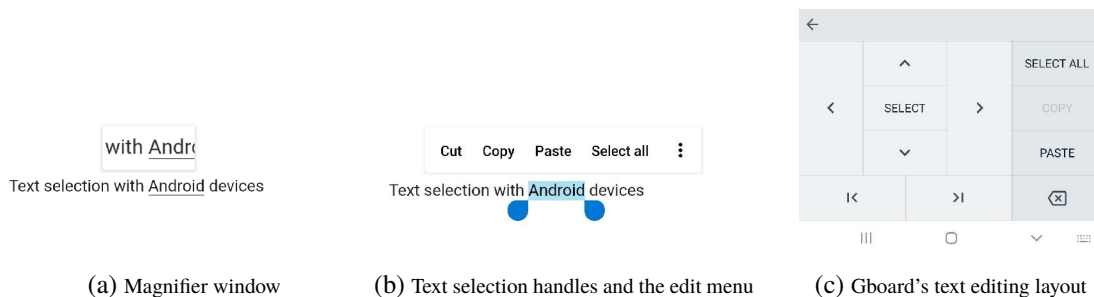 with Andr
Text selection with Android devices
(a) Magnifier window
Cut Copy Paste Select all
Text selection with Android devices
(b) Text selection handles and the edit menu
SELECT ALL
SELECT
COPY
PASTE
(c) Gboard's text editing layout